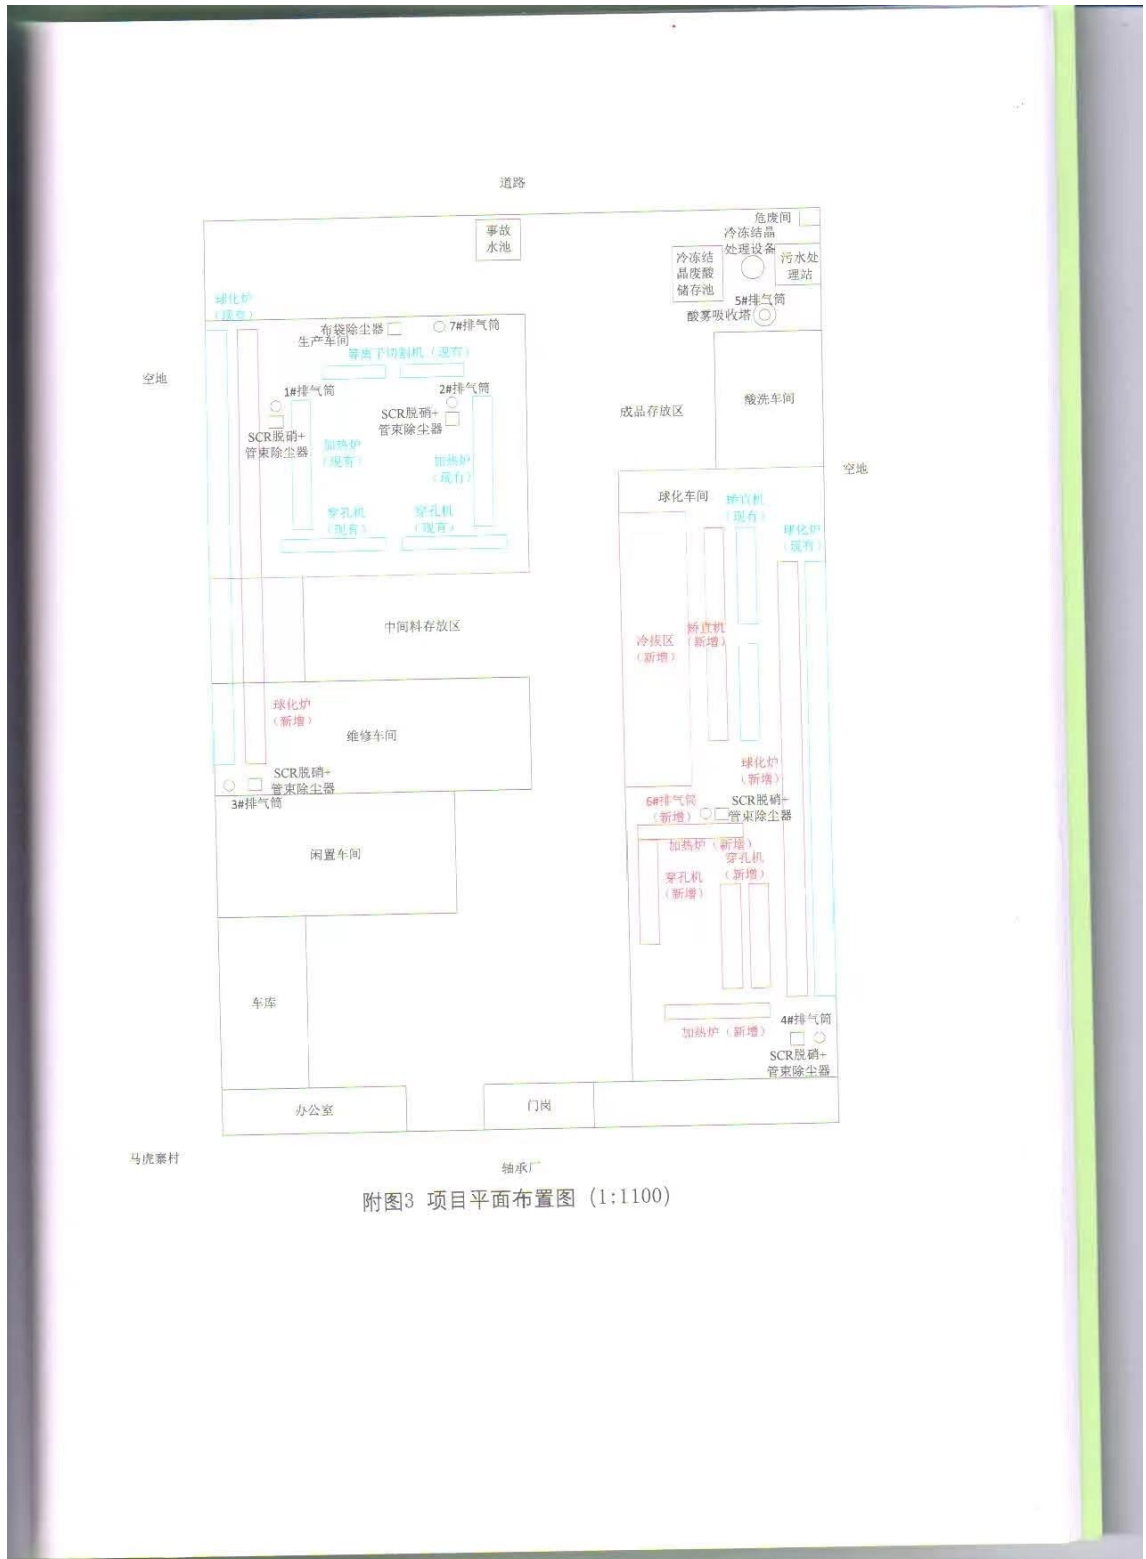 道路
事故
水池
危废间
冷冻结晶
处理设备
冷冻结
晶废酸
储存池
污水处
理站
5#排气筒
酸雾吸收塔
球化炉
（现有）
布袋除尘器
7#排气筒
生产车间
等离子切割机（现有）
空地
1#排气筒
2#排气筒
SCR脱硝+
管束除尘器
SCR脱硝+
管束除尘器
加热炉
（现有）
加热炉
（现有）
穿孔机
（现有）
穿孔机
（现有）
成品存放区
酸洗车间
空地
球化车间
矫直机
（现有）
球化炉
（现有）
中间料存放区
冷拔区
（新增）
矫直机
（新增）
球化炉
（新增）
维修车间
SCR脱硝+
管束除尘器
3#排气筒
球化炉
（新增）
6#排气筒
（新增）
SCR脱硝+
管束除尘器
加热炉（新增）
穿孔机
（新增）
穿孔机
（新增）
闲置车间
车库
加热炉（新增）
4#排气筒
SCR脱硝+
管束除尘器
办公室
门岗
马虎寨村
轴承厂
附图3 项目平面布置图（1:1100）